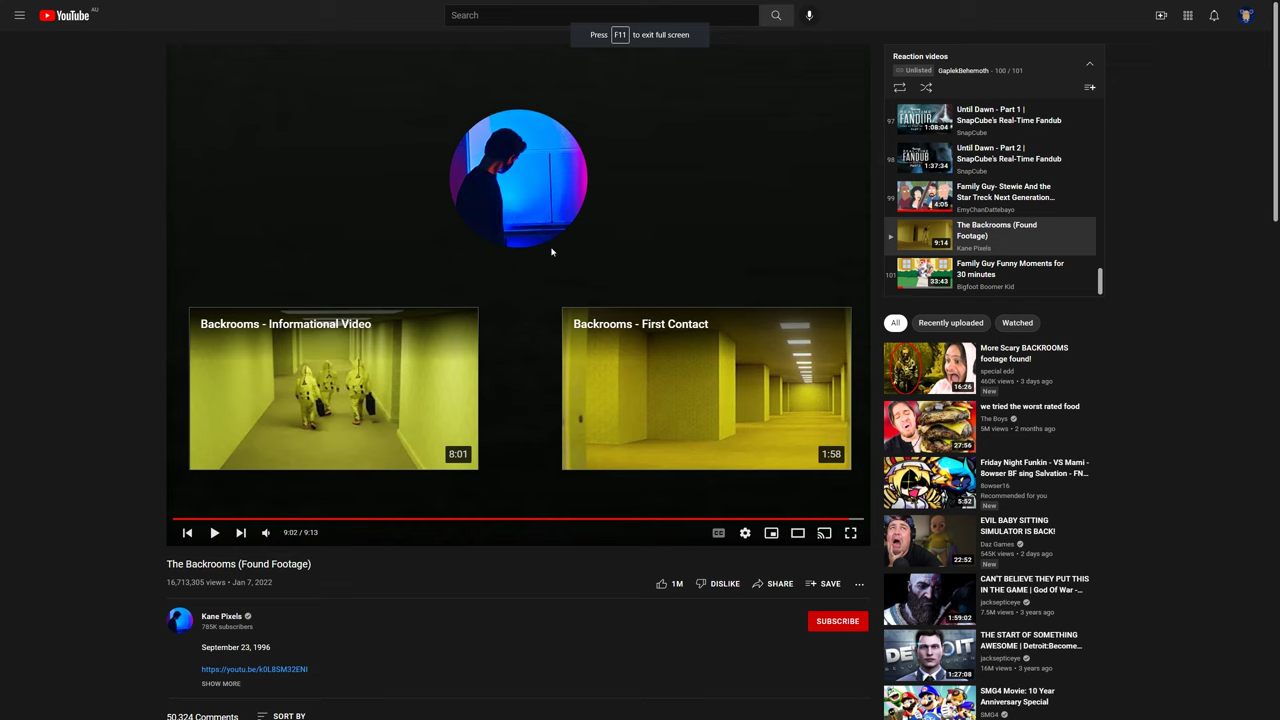 YouTube AU
Search
Press F11 to exit full screen
Backrooms - Informational Video
8:01
Backrooms - First Contact
1:58
9:02 / 9:13
The Backrooms (Found Footage)
16,713,305 views • Jan 7, 2022
1M
DISLIKE
SHARE
SAVE
Kane Pixels
785K subscribers
SUBSCRIBE
September 23, 1996
https://youtu.be/k0L8SM32ENI
SHOW MORE
50,324 Comments
SORT BY
Reaction videos
Unlisted GaplekBehemoth - 100 / 101
97
1:08:04
Until Dawn - Part 1 |
SnapCube's Real-Time Fandub
SnapCube
98
FANDUB
1:37:34
Until Dawn - Part 2 |
SnapCube's Real-Time Fandub
SnapCube
99
4:05
Family Guy- Stewie And the
Star Treck Next Generation...
EmyChanDattebayo
9:14
The Backrooms (Found
Footage)
Kane Pixels
101
33:43
Family Guy Funny Moments for
30 minutes
Bigfoot Boomer Kid
All
Recently uploaded
Watched
16:26
More Scary BACKROOMS
footage found!
special edd
460K views • 3 days ago
New
27:56
we tried the worst rated food
The Boys
5M views • 2 months ago
5:52
Friday Night Funkin - VS Mami -
8owser BF sing Salvation - FN...
8owser16
Recommended for you
New
22:52
EVIL BABY SITTING
SIMULATOR IS BACK!
Daz Games
545K views • 2 days ago
New
1:59:02
CAN'T BELIEVE THEY PUT THIS
IN THE GAME | God Of War -...
jacksepticeye
7.5M views • 3 years ago
DETROIT
1:27:08
THE START OF SOMETHING
AWESOME | Detroit:Become...
jacksepticeye
16M views • 3 years ago
SMG4 Movie: 10 Year
Anniversary Special
SMG4